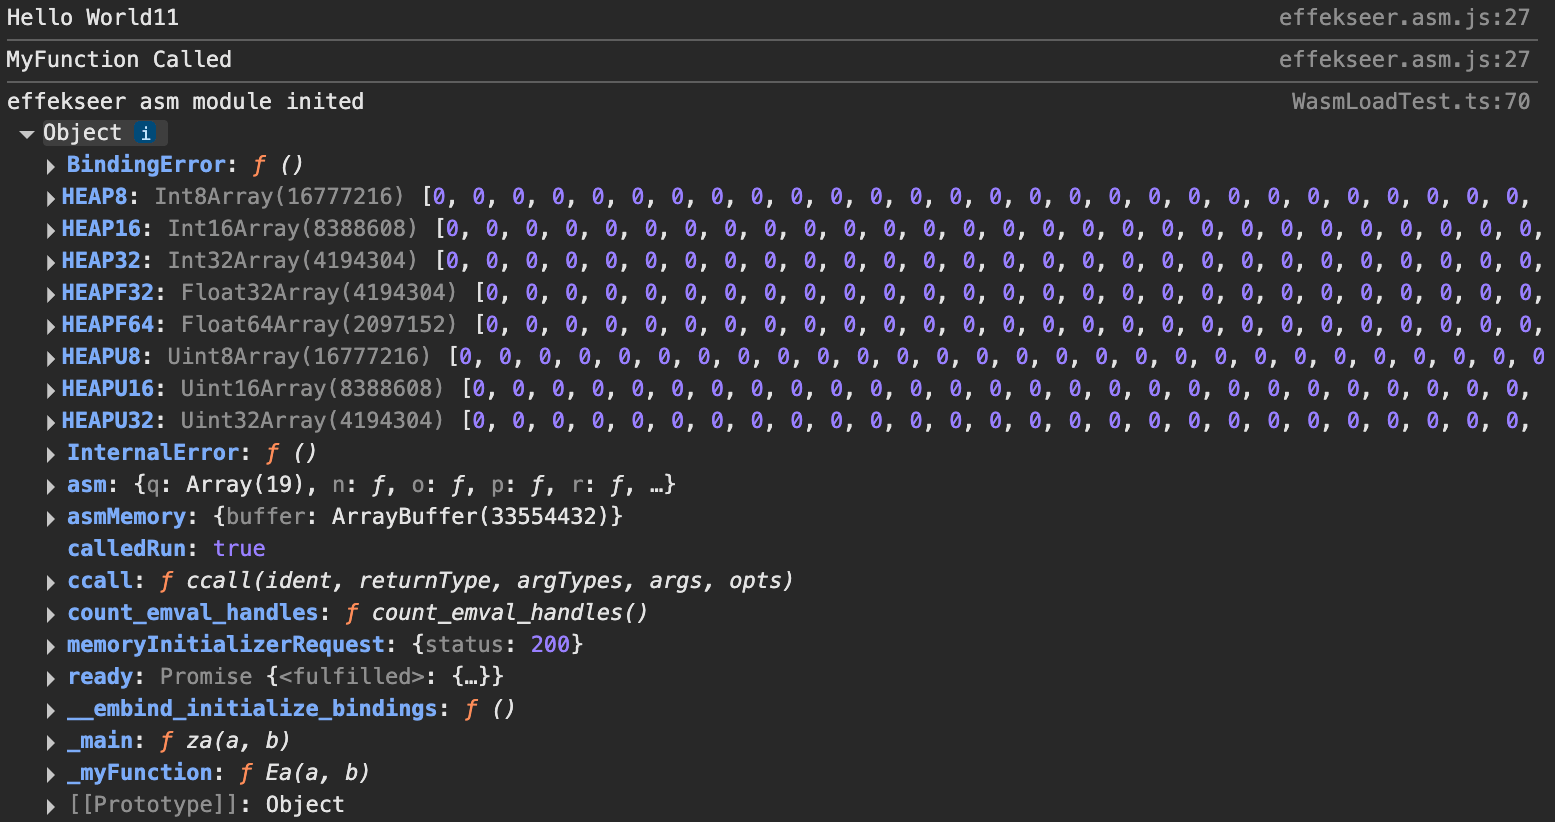 Hello World11 effekseer.asm.js:27
MyFunction Called effekseer.asm.js:27
effekseer asm module inited WasmLoadTest.ts:70
Object i
BindingError: ƒ ()
HEAP8: Int8Array(16777216) [0, 0, 0, 0, 0, 0, 0, 0, 0, 0, 0, 0, 0, 0, 0, 0, 0, 0, 0, 0, 0, 0, 0, 0, 0, 0, 0, 0,
HEAP16: Int16Array(8388608) [0, 0, 0, 0, 0, 0, 0, 0, 0, 0, 0, 0, 0, 0, 0, 0, 0, 0, 0, 0, 0, 0, 0, 0, 0, 0, 0, 0,
HEAP32: Int32Array(4194304) [0, 0, 0, 0, 0, 0, 0, 0, 0, 0, 0, 0, 0, 0, 0, 0, 0, 0, 0, 0, 0, 0, 0, 0, 0, 0, 0, 0,
HEAPF32: Float32Array(4194304) [0, 0, 0, 0, 0, 0, 0, 0, 0, 0, 0, 0, 0, 0, 0, 0, 0, 0, 0, 0, 0, 0, 0, 0, 0, 0, 0,
HEAPF64: Float64Array(2097152) [0, 0, 0, 0, 0, 0, 0, 0, 0, 0, 0, 0, 0, 0, 0, 0, 0, 0, 0, 0, 0, 0, 0, 0, 0, 0, 0,
HEAPU8: Uint8Array(16777216) [0, 0, 0, 0, 0, 0, 0, 0, 0, 0, 0, 0, 0, 0, 0, 0, 0, 0, 0, 0, 0, 0, 0, 0, 0, 0, 0, 0
HEAPU16: Uint16Array(8388608) [0, 0, 0, 0, 0, 0, 0, 0, 0, 0, 0, 0, 0, 0, 0, 0, 0, 0, 0, 0, 0, 0, 0, 0, 0, 0, 0,
HEAPU32: Uint32Array(4194304) [0, 0, 0, 0, 0, 0, 0, 0, 0, 0, 0, 0, 0, 0, 0, 0, 0, 0, 0, 0, 0, 0, 0, 0, 0, 0, 0,
InternalError: ƒ ()
asm: {q: Array(19), n: ƒ, o: ƒ, p: ƒ, r: ƒ, …}
asmMemory: {buffer: ArrayBuffer(33554432)}
calledRun: true
ccall: ƒ ccall(ident, returnType, argTypes, args, opts)
count_emval_handles: ƒ count_emval_handles()
memoryInitializerRequest: {status: 200}
ready: Promise {<fulfilled>: {…}}
__embind_initialize_bindings: ƒ ()
_main: ƒ za(a, b)
_myFunction: ƒ Ea(a, b)
[[Prototype]]: Object